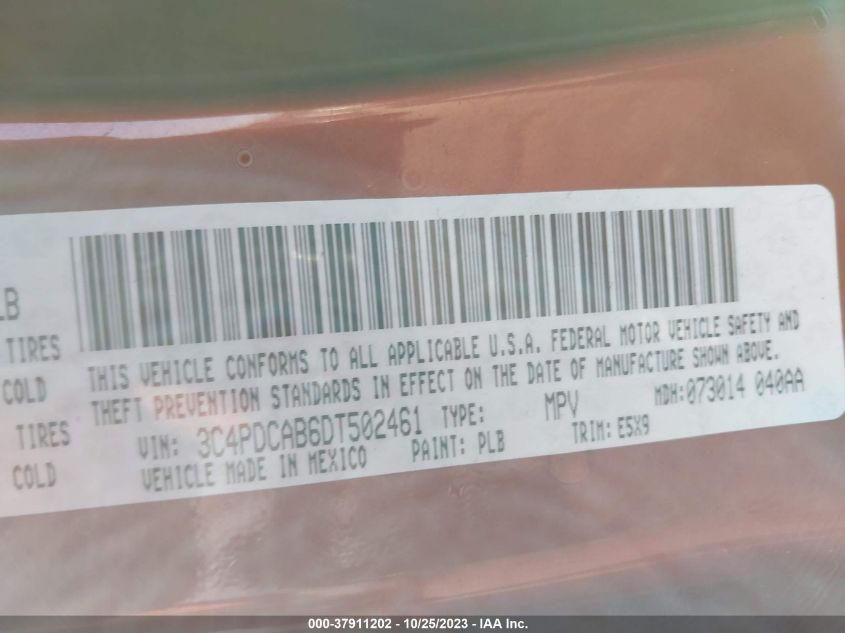 LB
TIRES
COLD
TIRES
COLD
THIS VEHICLE CONFORMS TO ALL APPLICABLE U.S.A. FEDERAL MOTOR VEHICLE SAFETY AND
THEFT PREVENTION STANDARDS IN EFFECT ON THE DATE OF MANUFACTURE SHOWN ABOVE.
VIN: 3C4PDCAB6DT502461 TYPE: MPV MDH:073014 040AA
VEHICLE MADE IN MEXICO PAINT: PLB TRIM: E5X9
000-37911202 - 10/25/2023 - IAA Inc.